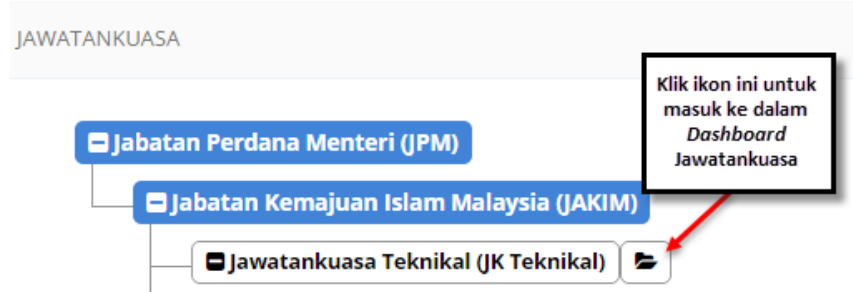 JAWATANKUASA
Klik ikon ini untuk
masuk ke dalam
Dashboard
Jawatankuasa
Jabatan Perdana Menteri (JPM)
Jabatan Kemajuan Islam Malaysia (JAKIM)
Jawatankuasa Teknikal (JK Teknikal)